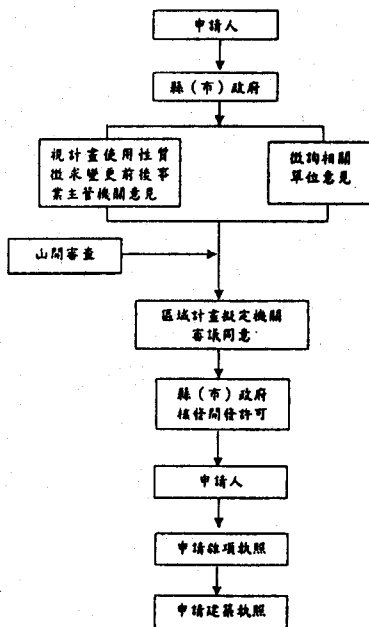 申請人
縣（市）政府
視計畫使用性質
徵求變更前後事
業主管機關意見
徵詢相關
單位意見
山開審查
區域計畫擬定機關
審議同意
縣（市）政府
核發開發許可
申請人
申請雜項執照
申請建築執照